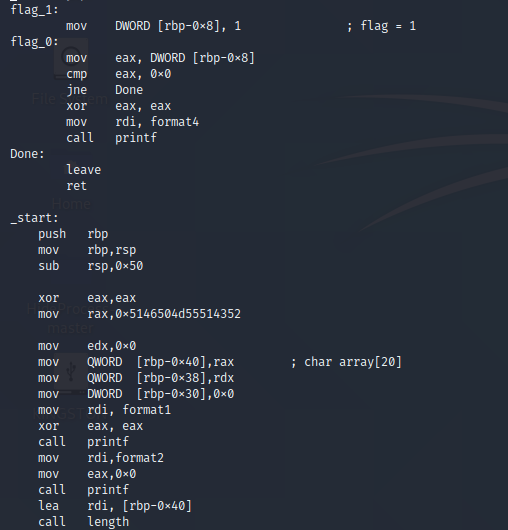 flag_1:
mov DWORD [rbp-0×8], 1 ; flag = 1
flag_0:
mov eax, DWORD [rbp-0×8]
cmp eax, 0×0
jne Done
xor eax, eax
mov rdi, format4
call printf
Done:
leave
ret
_start:
push rbp
mov rbp,rsp
sub rsp,0×50
xor eax,eax
mov rax,0×5146504d55514352
mov edx,0×0
mov QWORD [rbp-0×40],rax ; char array[20]
mov QWORD [rbp-0×38],rdx
mov DWORD [rbp-0×30],0×0
mov rdi, format1
xor eax, eax
call printf
mov rdi,format2
mov eax,0×0
call printf
lea rdi, [rbp-0×40]
call length